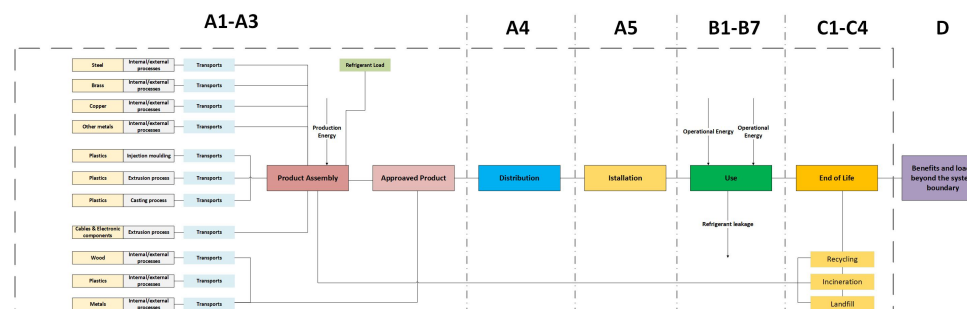 A1-A3
A4
A5
B1-B7
C1-C4
D
Steel
Internal/external
processes
Transports
Refrigerant Load
Brass
Internal/external
processes
Transports
Copper
Internal/external
processes
Transports
Other metals
Internal/external
processes
Transports
Production
Energy
Operational Energy
Operational
Energy
Plastics
Injection moulding
Transports
Plastics
Extrusion process
Transports
Product Assembly
Approaved Product
Distribution
Istallation
Use
End of Life
Benefits and loa
beyond the syste
boundary
Plastics
Casting process
Transports
Refrigerant leakage
Cables & Electronic
components
Extrusion process
Transports
Wood
Internal/external
processes
Transports
Recycling
Plastics
Internal/external
processes
Transports
Incineration
Metals
Internal/external
processes
Transports
Landfill